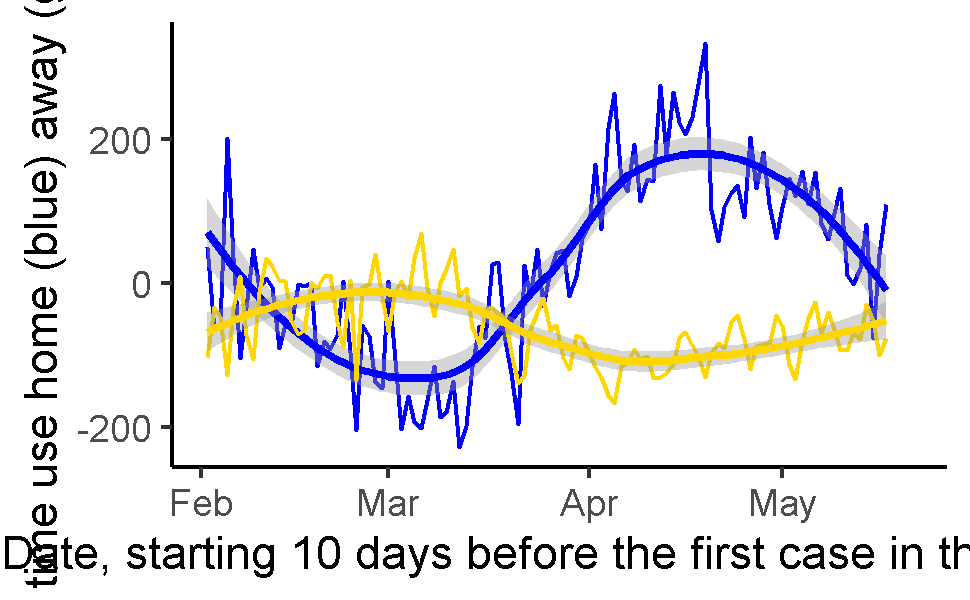 time use home (blue) away (
200
0
-200
Feb Mar Apr May
Date, starting 10 days before the first case in th